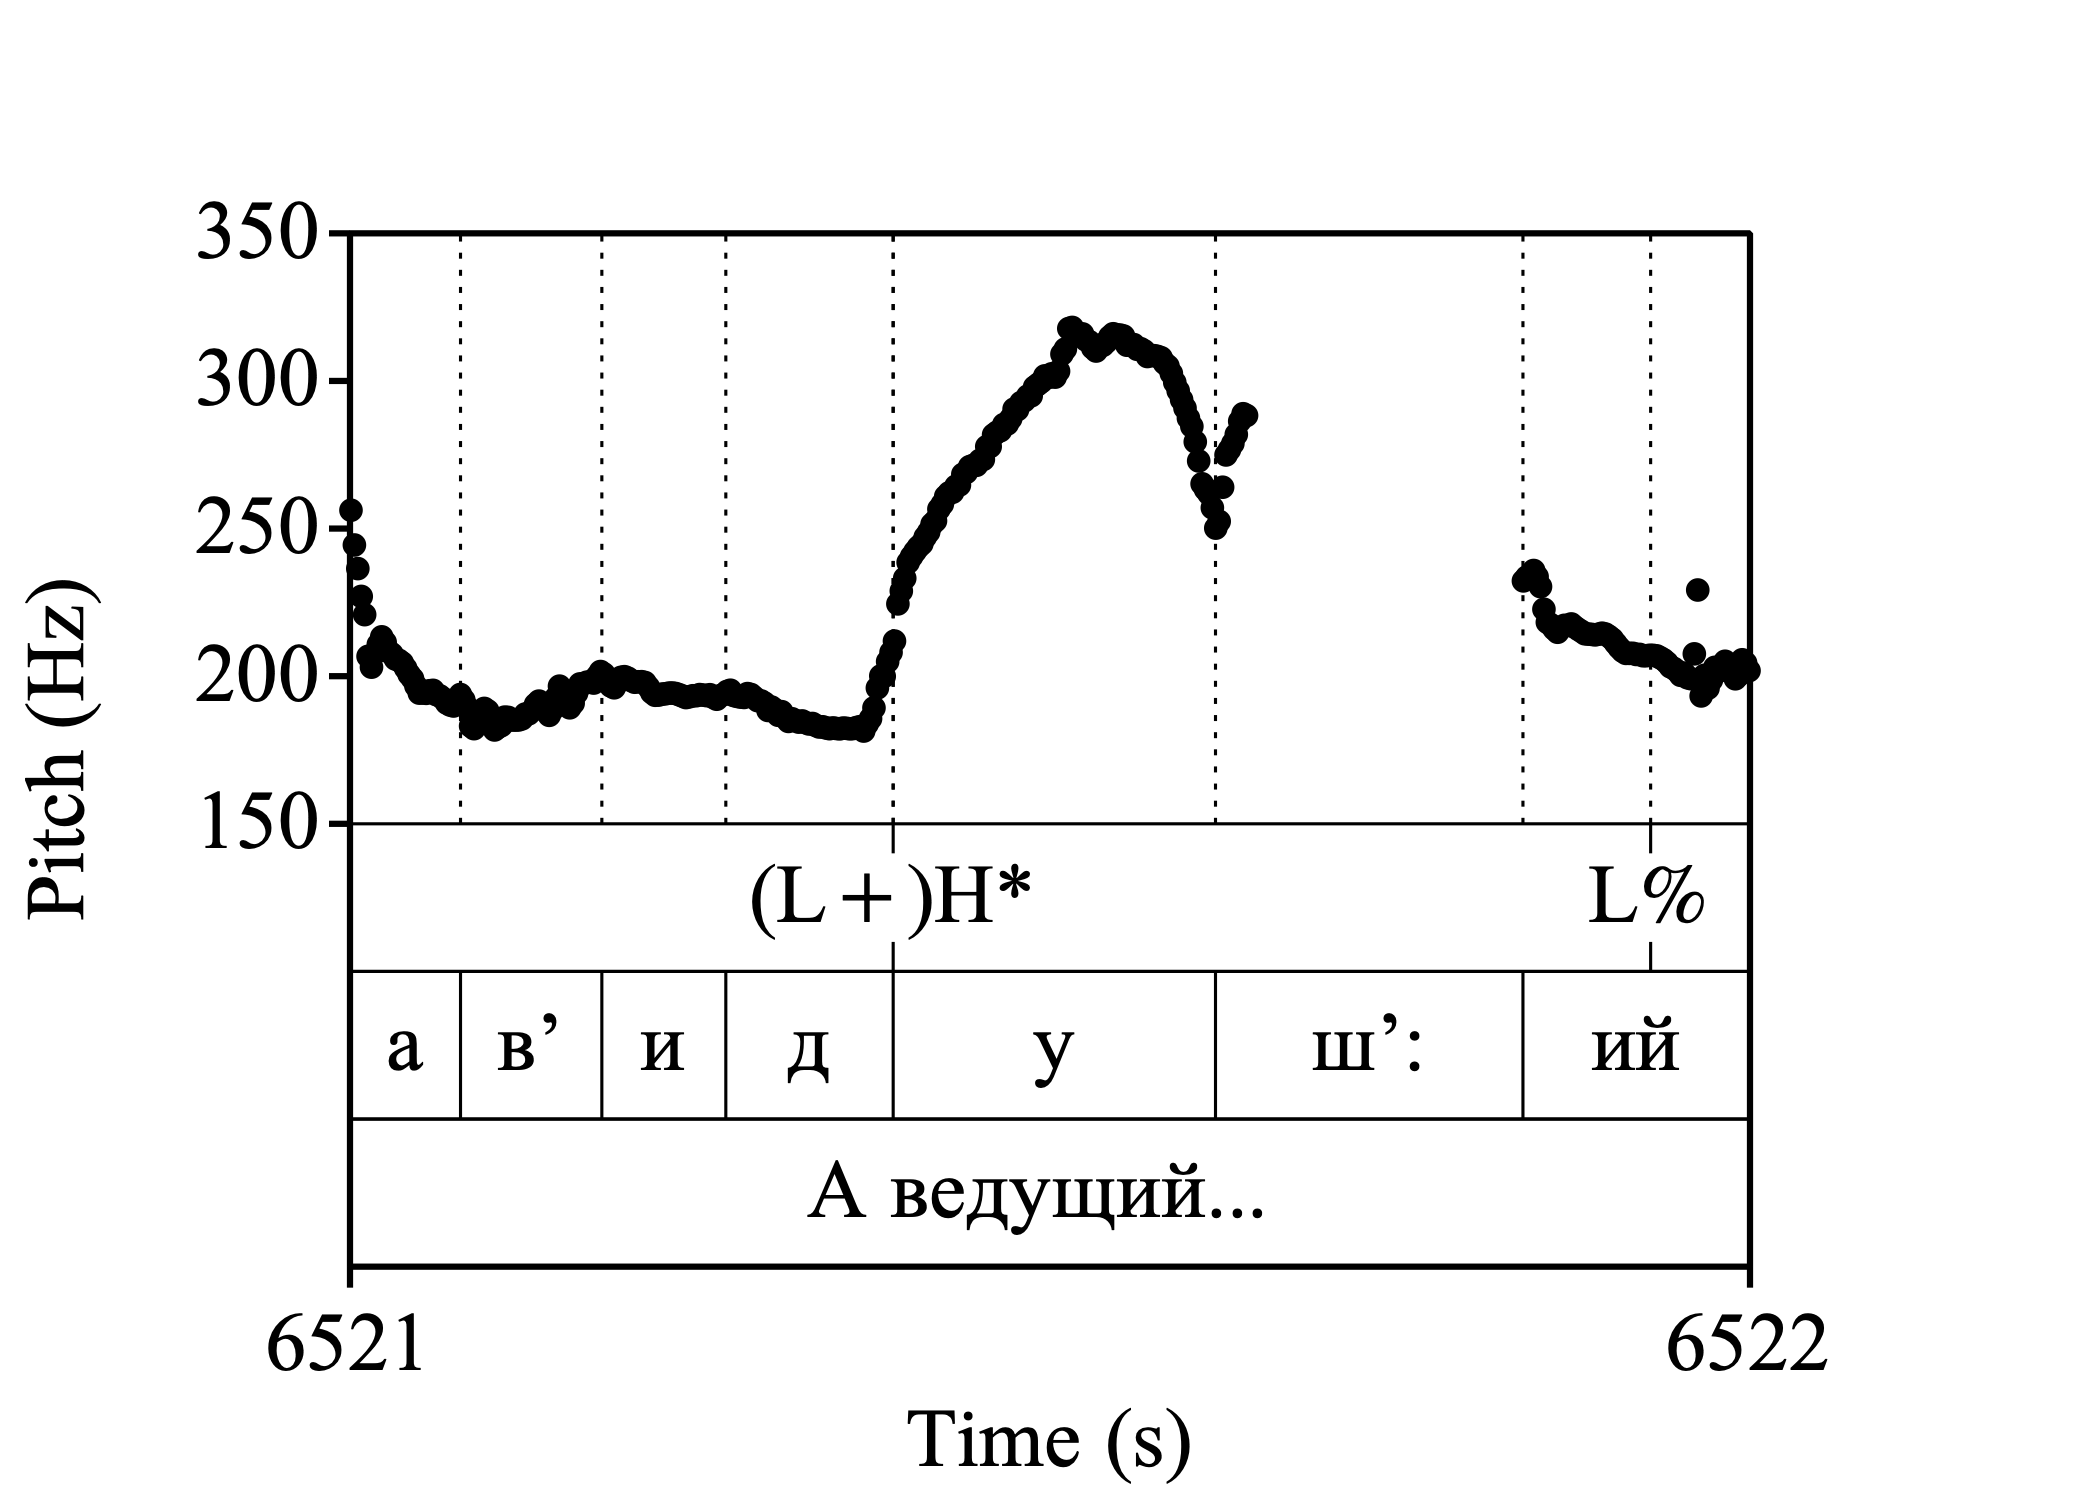 350
300
250
200
150
Pitch (Hz)
(L+)H* L%
а в’ и д у ш’: ий
А ведущий...
6521 6522
Time (s)